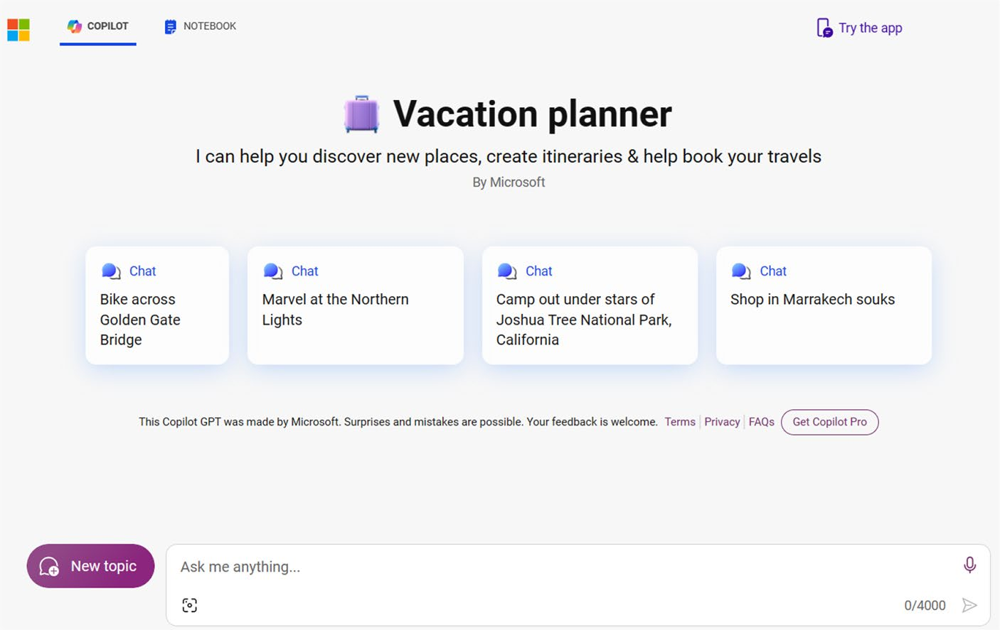 COPILOT
NOTEBOOK
Try the app
Vacation planner
I can help you discover new places, create itineraries & help book your travels
By Microsoft
Chat
Bike across
Golden Gate
Bridge
Chat
Marvel at the Northern
Lights
Chat
Camp out under stars of
Joshua Tree National Park,
California
Chat
Shop in Marrakech souks
This Copilot GPT was made by Microsoft. Surprises and mistakes are possible. Your feedback is welcome. Terms Privacy FAQs Get Copilot Pro
New topic
Ask me anything...
0/4000